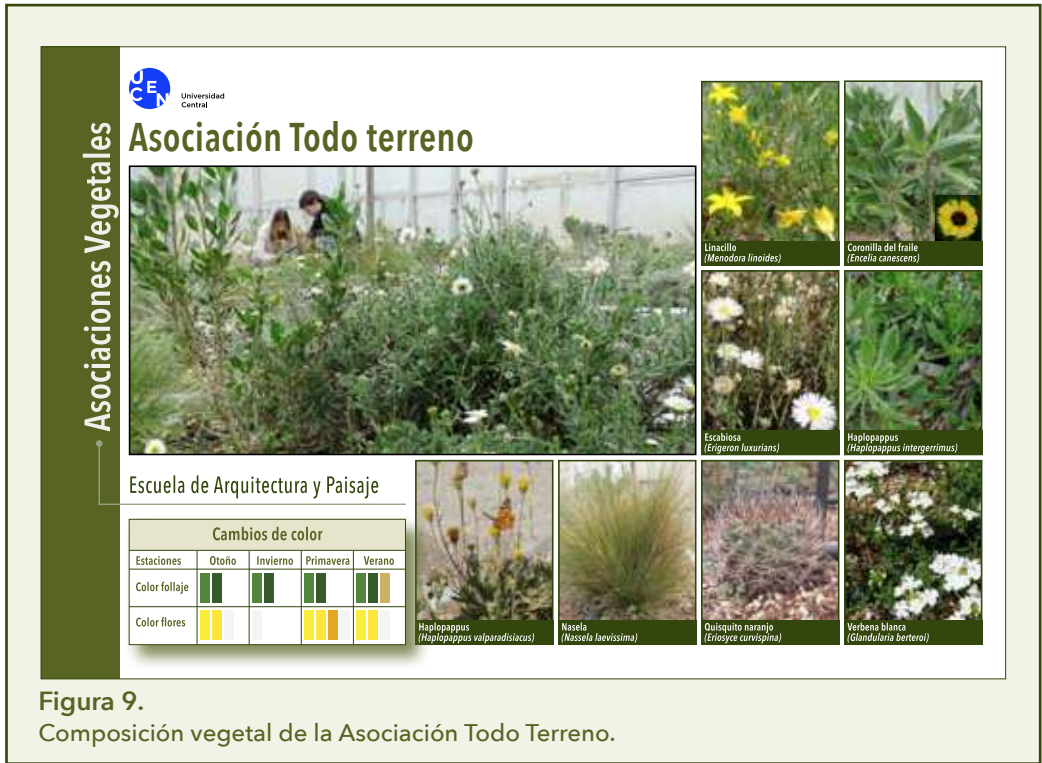 Asociaciones Vegetales
UCEN
Universidad
Central
Asociación Todo terreno
Linacillo
(Menodora linoides)
Coronilla del fraile
(Encelia canescens)
Escabiosa
(Erigeron luxurians)
Haplopappus
(Haplopappus intergerrimus)
Escuela de Arquitectura y Paisaje
Cambios de color
Estaciones Otoño Invierno Primavera Verano
Color follaje
Color flores
Haplopappus
(Haplopappus valparadisiacus)
Nasela
(Nassela laevissima)
Quisquito naranjo
(Eriosyce curvispina)
Verbena blanca
(Glandularia berteroi)
Figura 9.
Composición vegetal de la Asociación Todo Terreno.